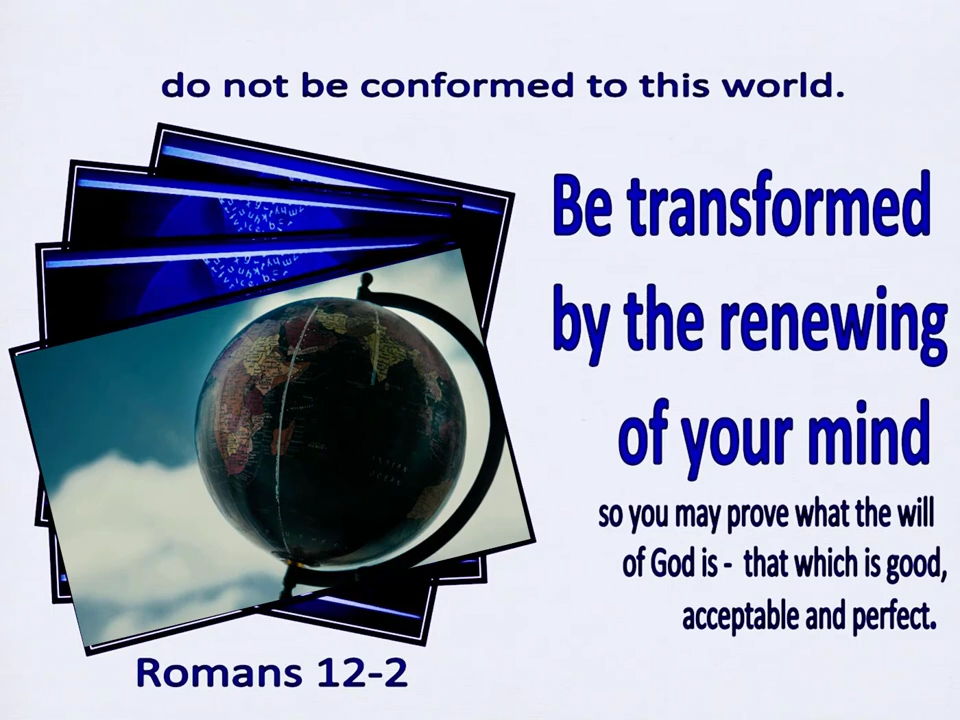 do not be conformed to this world.
Be transformed
by the renewing
of your mind
so you may prove what the will
of God is - that which is good,
acceptable and perfect.
Romans 12-2